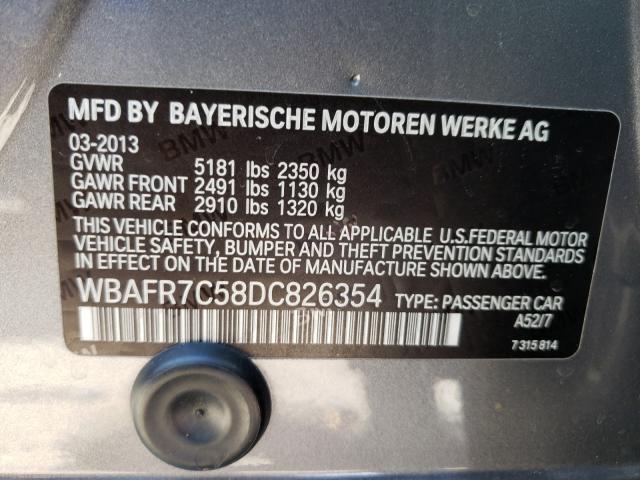 MFD BY BAYERISCHE MOTOREN WERKE AG
03-2013
GVWR 5181 lbs 2350 kg
GAWR FRONT 2491 lbs 1130 kg
GAWR REAR 2910 lbs 1320 kg
THIS VEHICLE CONFORMS TO ALL APPLICABLE U.S.FEDERAL MOTOR
VEHICLE SAFETY, BUMPER AND THEFT PREVENTION STANDARDS
IN EFFECT ON THE DATE OF MANUFACTURE SHOWN ABOVE.
WBAFR7C58DC826354 TYPE: PASSENGER CAR
A52/7
7 315 814